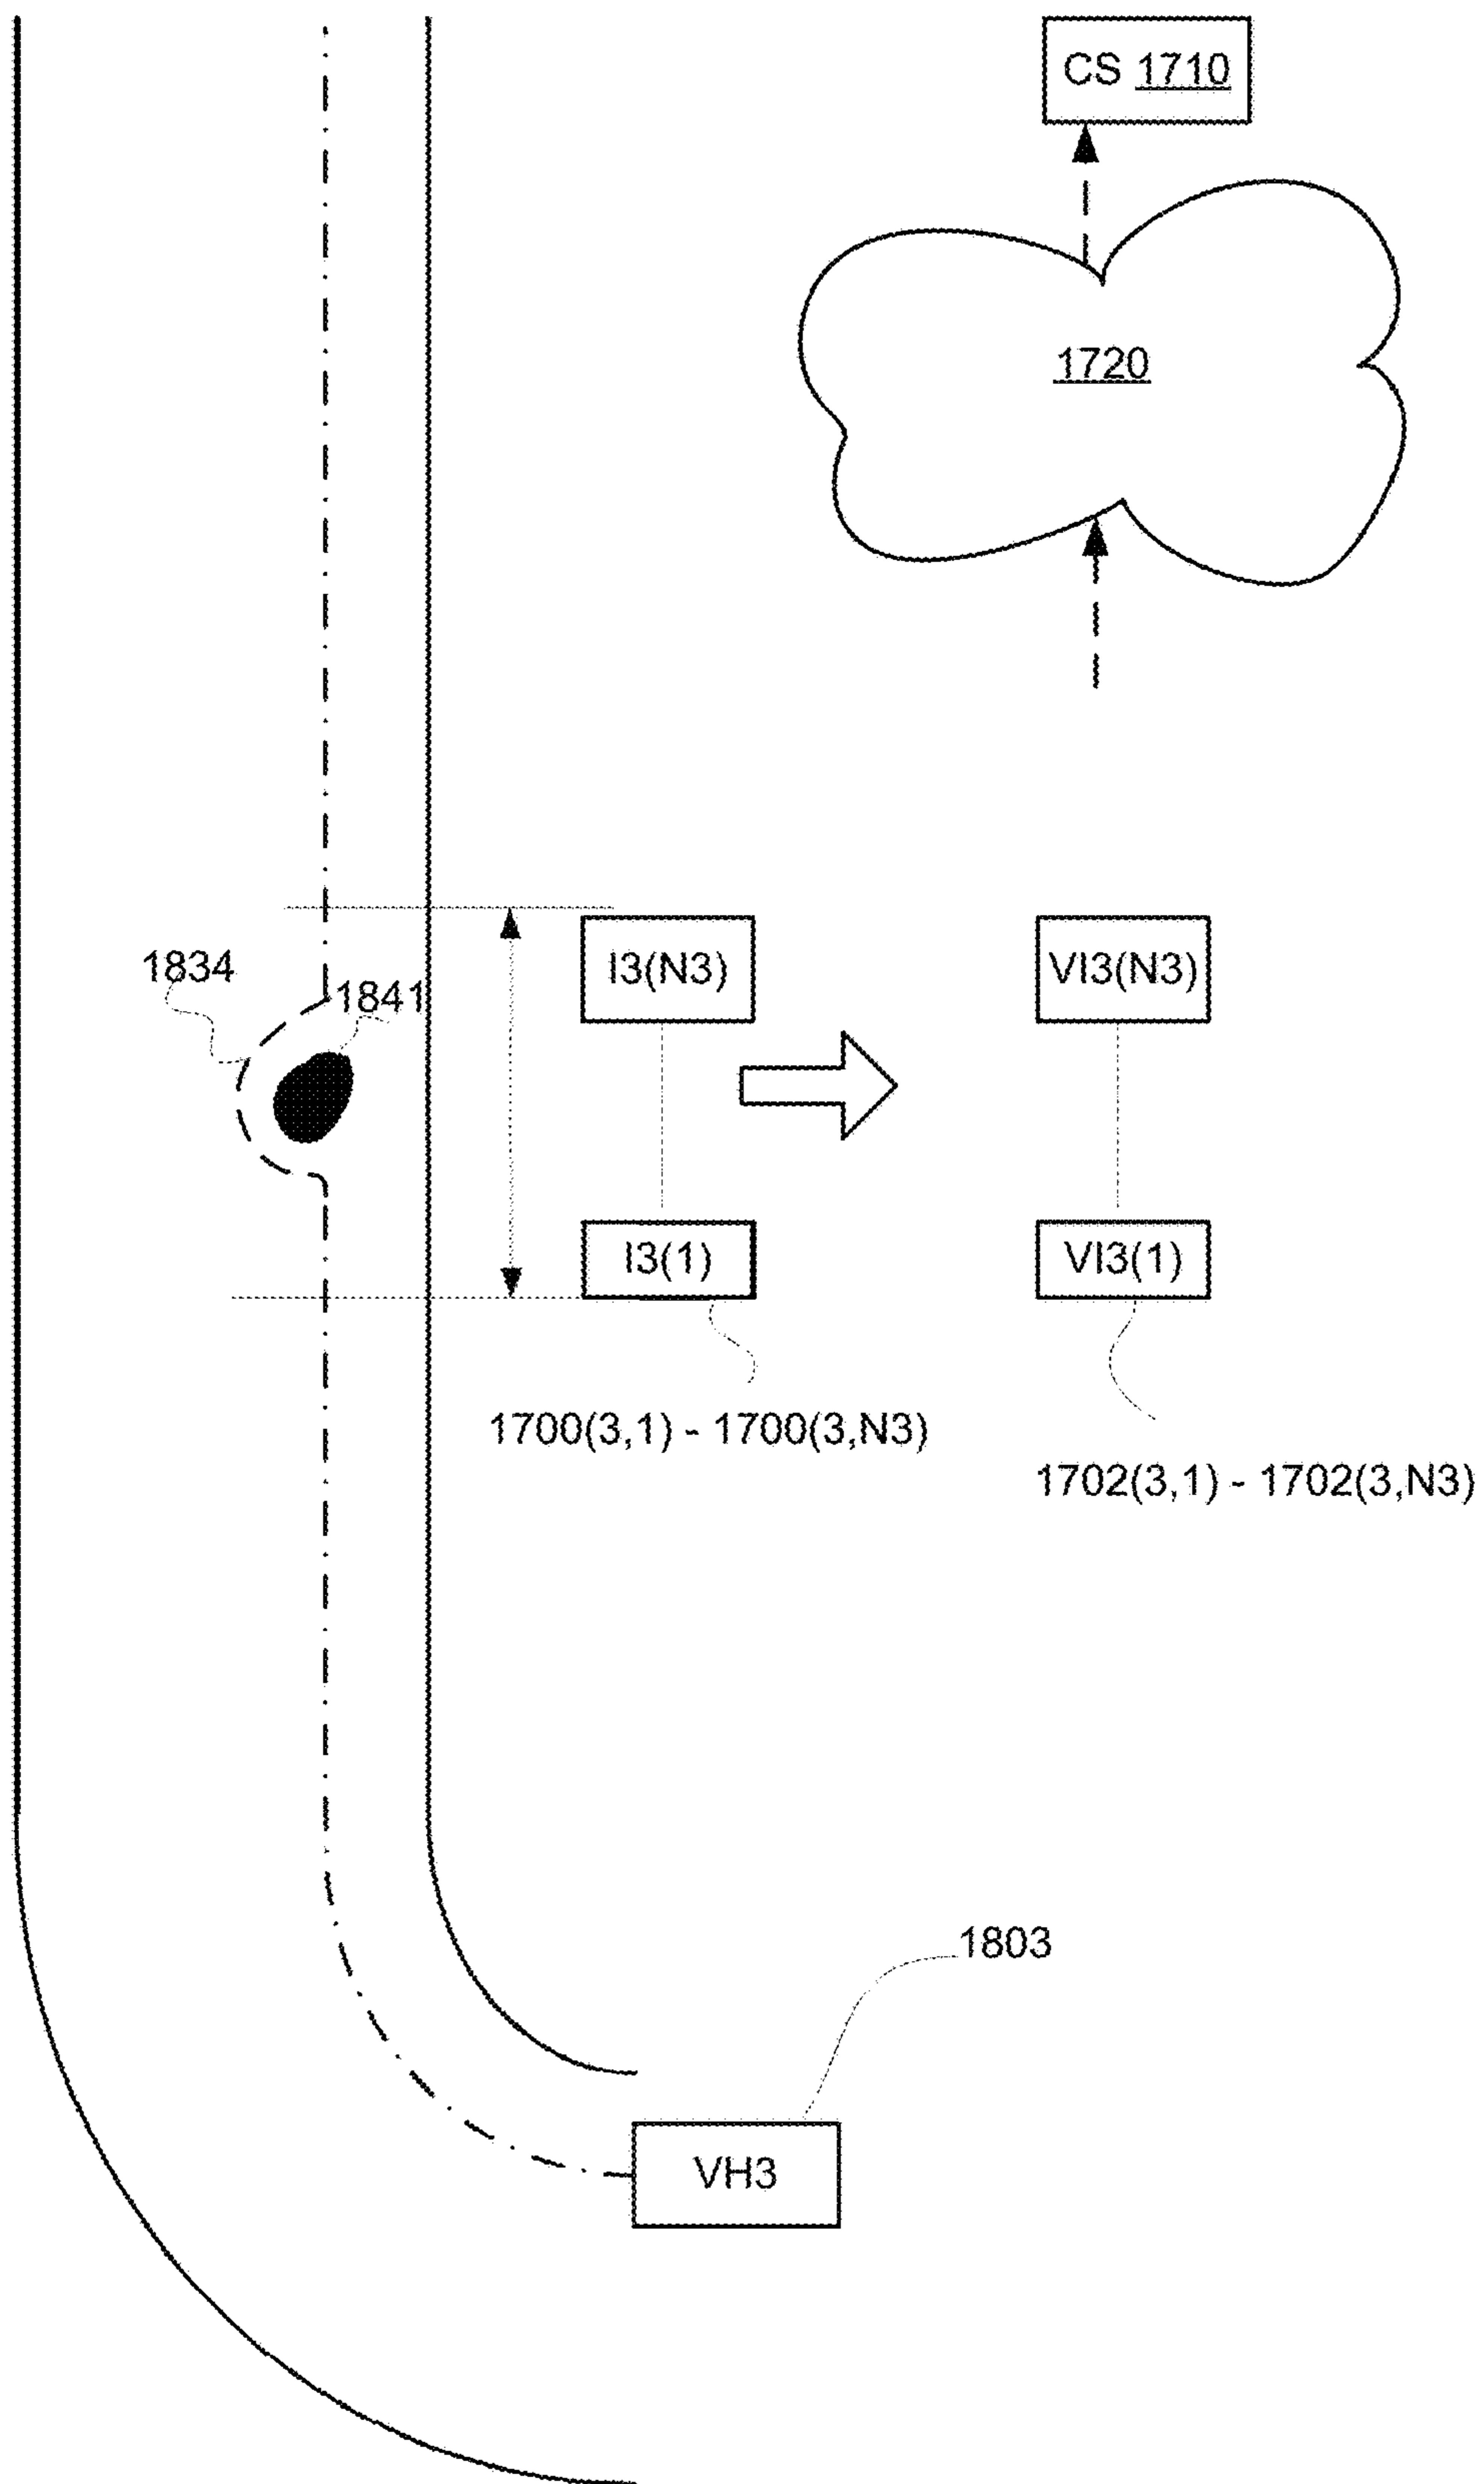 CS 1710
1720
1834
1841
I3(N3)
VI3(N3)
I3(1)
VI3(1)
1700(3,1) - 1700(3,N3)
1702(3,1) - 1702(3,N3)
1803
VH3